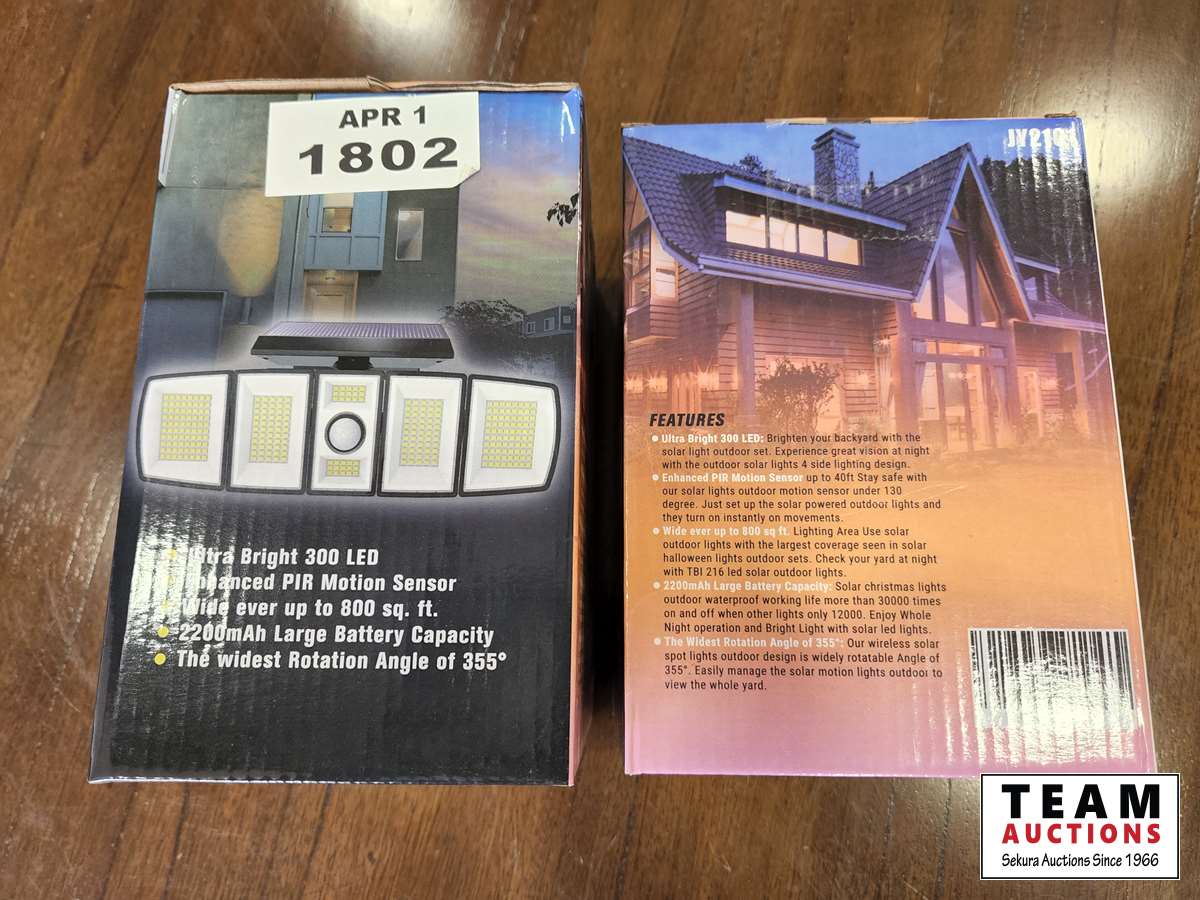 APR 1
1802
Ultra Bright 300 LED
Enhanced PIR Motion Sensor
Wide ever up to 800 sq. ft.
2200mAh Large Battery Capacity
The widest Rotation Angle of 355°
FEATURES
Ultra Bright 300 LED: Brighten your backyard with the
solar light outdoor set. Experience great vision at night
with the outdoor solar lights 4 side lighting design.
Enhanced PIR Motion Sensor up to 40ft Stay safe with
our solar lights outdoor motion sensor under 130
degree. Just set up the solar powered outdoor lights and
they turn on instantly on movements.
Wide ever up to 800 sq ft. Lighting Area Use solar
outdoor lights with the largest coverage seen in solar
halloween lights outdoor sets. Check your yard at night
with TBI 216 led solar outdoor lights.
2200mAh Large Battery Capacity: Solar christmas lights
outdoor waterproof working life more than 30000 times
on and off when other lights only 12000. Enjoy Whole
Night operation and Bright Light with solar led lights.
The Widest Rotation Angle of 355°: Our wireless solar
spot lights outdoor design is widely rotatable Angle of
355°. Easily manage the solar motion lights outdoor to
view the whole yard.
TEAM
AUCTIONS
Sekura Auctions Since 1966